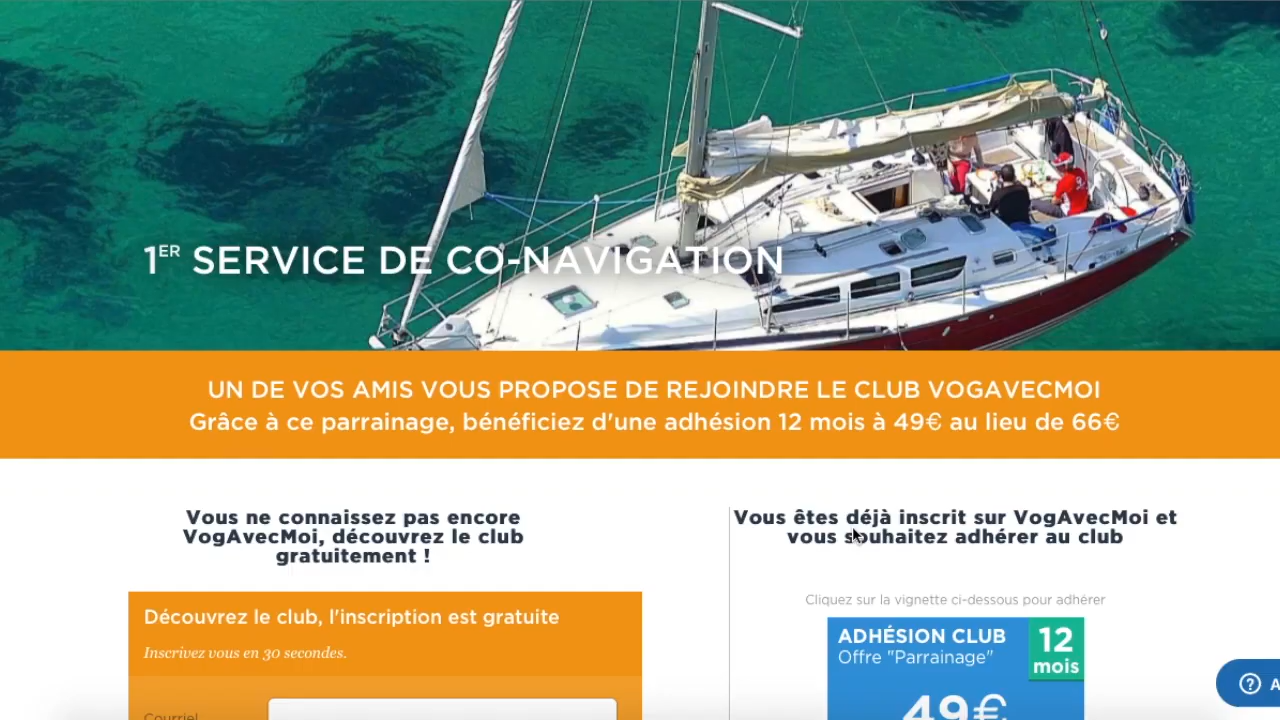 1ER SERVICE DE CO-NAVIGATION
UN DE VOS AMIS VOUS PROPOSE DE REJOINDRE LE CLUB VOGAVECMOI
Grâce à ce parrainage, bénéficiez d'une adhésion 12 mois à 49€ au lieu de 66€
Vous ne connaissez pas encore
VogAvecMoi, découvrez le club
gratuitement !
Découvrez le club, l'inscription est gratuite
Inscrivez vous en 30 secondes.
Courriel
Vous êtes déjà inscrit sur VogAvecMoi et
vous souhaitez adhérer au club
Cliquez sur la vignette ci-dessous pour adhérer
ADHÉSION CLUB
Offre "Parrainage"
12
mois
49€